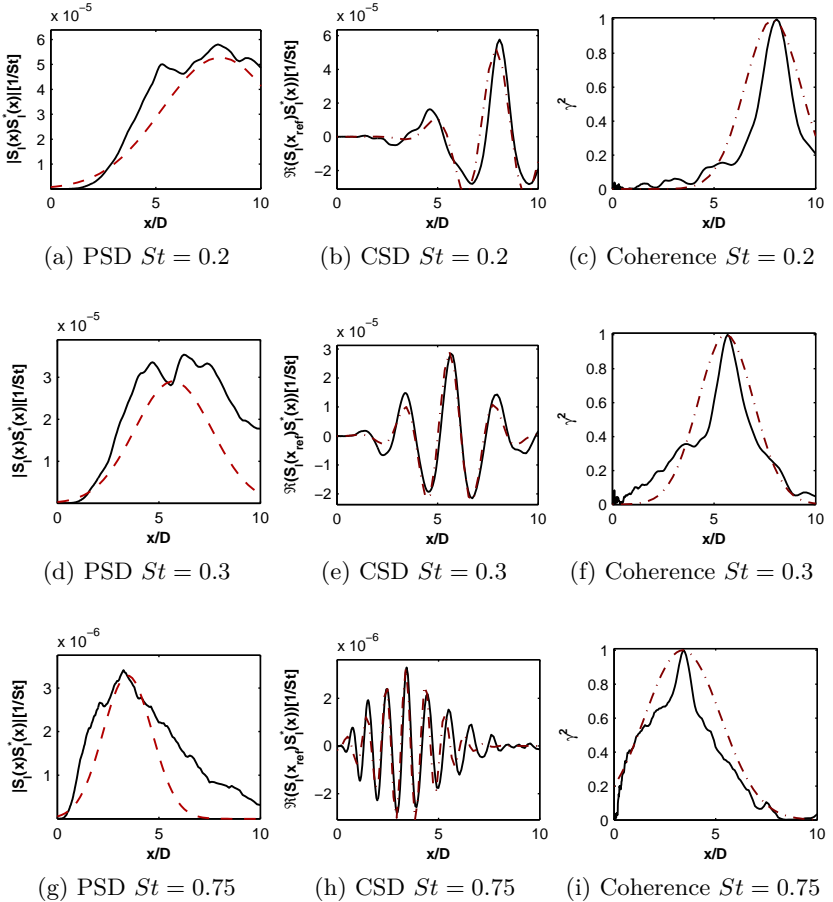 x 10⁻⁵
|S_l(x)S_l^*(x)|[1/St]
6
5
4
3
2
1
0 5 10
x/D
(a) PSD St = 0.2
x 10⁻⁵
ℜ(S_l(x_ref)S_l^*(x))[1/St]
6
4
2
0
−2
0 5 10
x/D
(b) CSD St = 0.2
γ²
1
0.8
0.6
0.4
0.2
0
0 5 10
x/D
(c) Coherence St = 0.2
x 10⁻⁵
|S_l(x)S_l^*(x)|[1/St]
3
2
1
0 5 10
x/D
(d) PSD St = 0.3
x 10⁻⁵
ℜ(S_l(x_ref)S_l^*(x))[1/St]
3
2
1
0
−1
−2
0 5 10
x/D
(e) CSD St = 0.3
γ²
1
0.8
0.6
0.4
0.2
0
0 5 10
x/D
(f) Coherence St = 0.3
x 10⁻⁶
|S_l(x)S_l^*(x)|[1/St]
3
2
1
0 5 10
x/D
(g) PSD St = 0.75
x 10⁻⁶
ℜ(S_l(x_ref)S_l^*(x))[1/St]
2
0
−2
0 5 10
x/D
(h) CSD St = 0.75
γ²
1
0.8
0.6
0.4
0.2
0
0 5 10
x/D
(i) Coherence St = 0.75